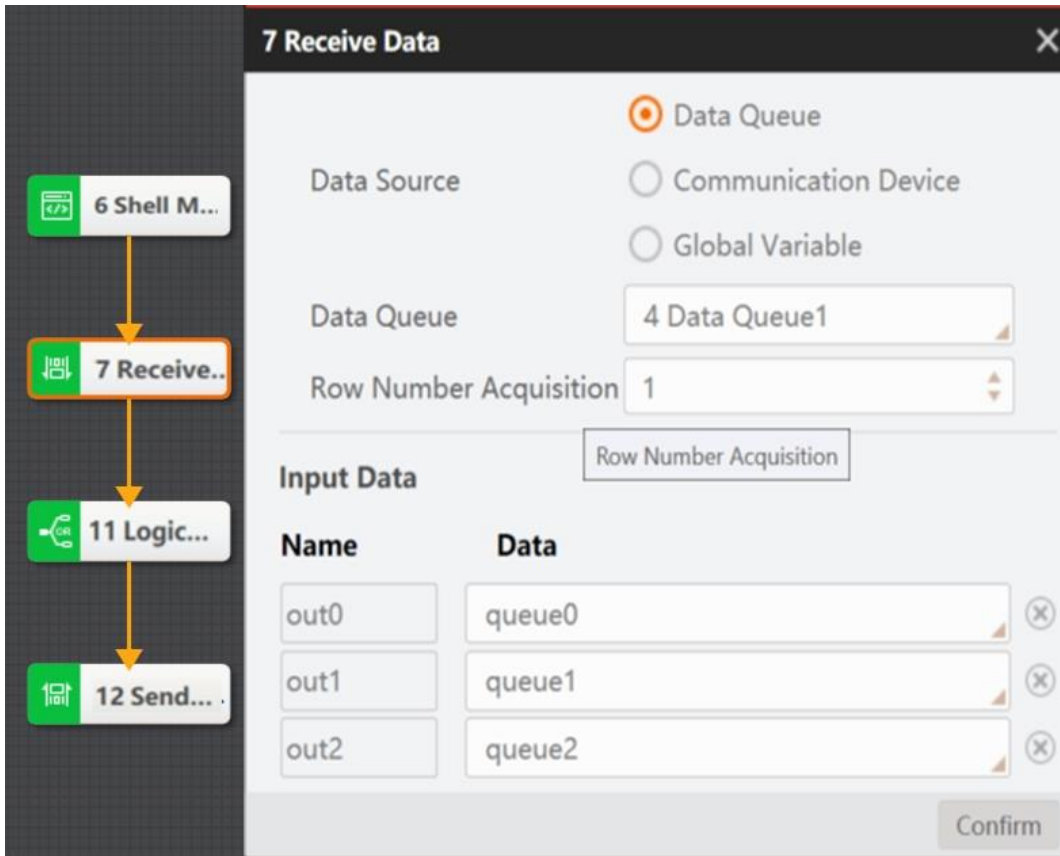 6 Shell M...
7 Receive..
11 Logic...
12 Send... .
7 Receive Data
Data Source
Data Queue
Communication Device
Global Variable
Data Queue 4 Data Queue1
Row Number Acquisition 1
Row Number Acquisition
Input Data
Name Data
out0 queue0
out1 queue1
out2 queue2
Confirm